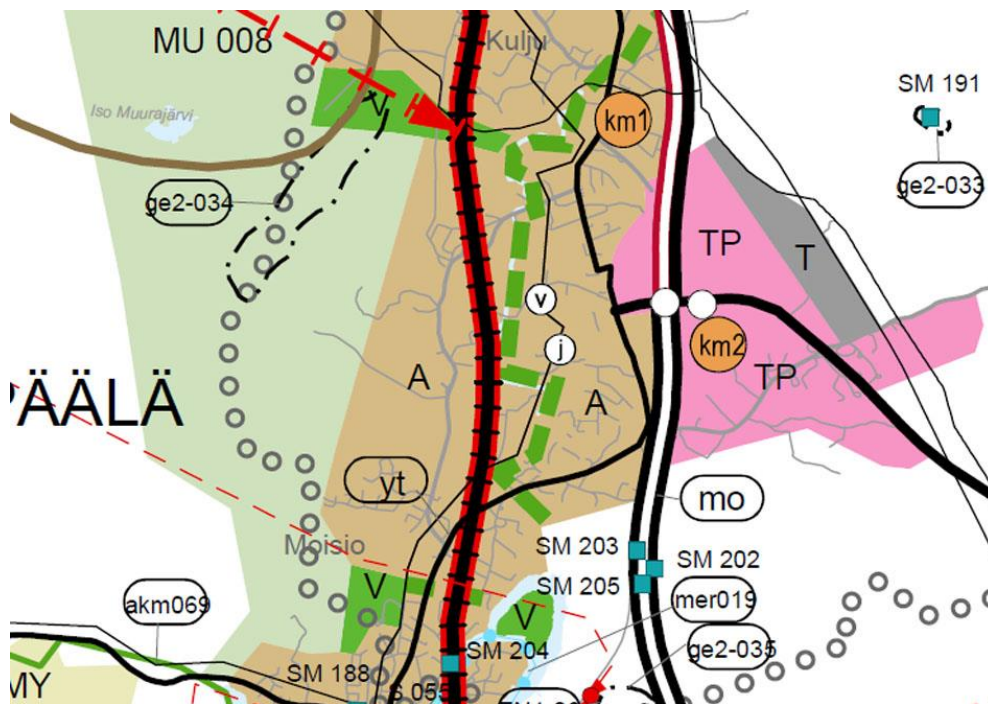 MU 008
Kulju
SM 191
V
km1
Iso Muurajärvi
ge2-034
ge2-033
TP
T
v
km2
j
A
A
TP
PÄÄLÄ
yt
mo
Moisio
SM 203
SM 202
V
SM 205
akm069
V
mer019
SM 204
ge2-035
SM 188
MY